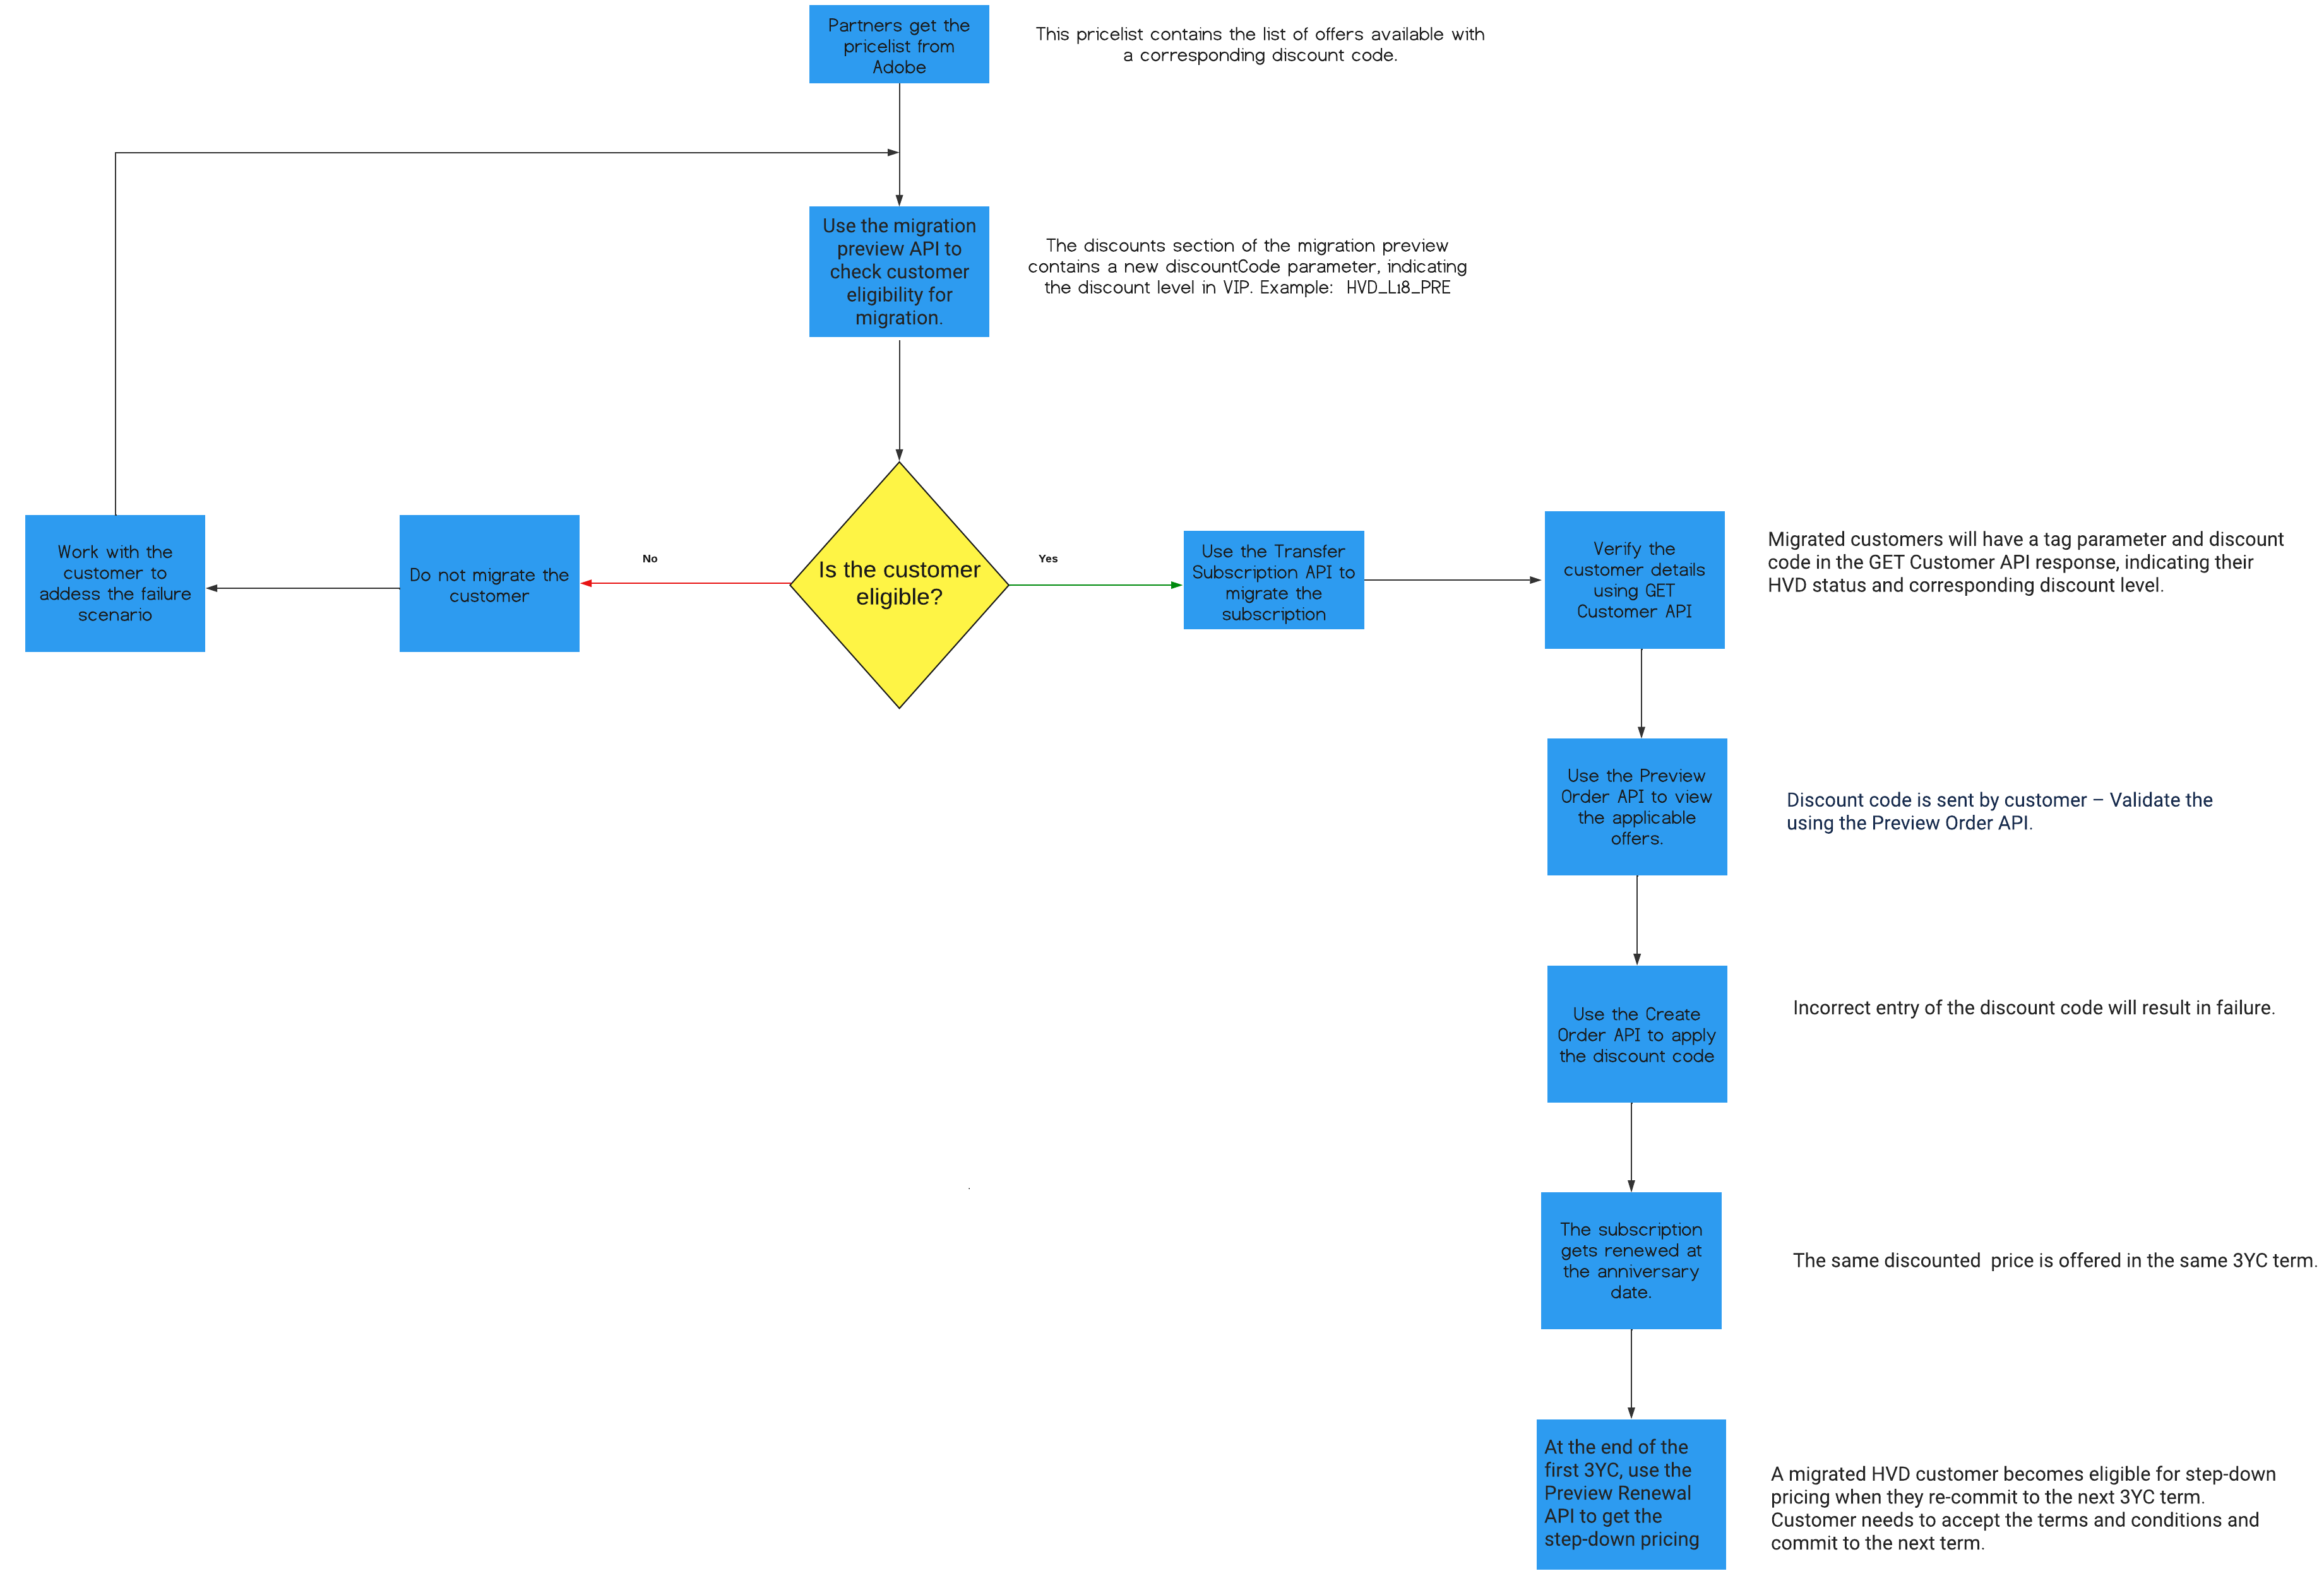 Partners get the
pricelist from
Adobe
This pricelist contains the list of offers available with
a corresponding discount code.
Use the migration
preview API to
check customer
eligibility for
migration.
The discounts section of the migration preview
contains a new discountCode parameter, indicating
the discount level in VIP. Example: HVD_L18_PRE
Work with the
customer to
addess the failure
scenario
Do not migrate the
customer
No
Is the customer
eligible?
Yes
Use the Transfer
Subscription API to
migrate the
subscription
Verify the
customer details
using GET
Customer API
Migrated customers will have a tag parameter and discount
code in the GET Customer API response, indicating their
HVD status and corresponding discount level.
Use the Preview
Order API to view
the applicable
offers.
Discount code is sent by customer – Validate the
using the Preview Order API.
Use the Create
Order API to apply
the discount code
Incorrect entry of the discount code will result in failure.
The subscription
gets renewed at
the anniversary
date.
The same discounted  price is offered in the same 3YC term.
At the end of the
first 3YC, use the
Preview Renewal
API to get the
step-down pricing
A migrated HVD customer becomes eligible for step-down
pricing when they re-commit to the next 3YC term.
Customer needs to accept the terms and conditions and
commit to the next term.